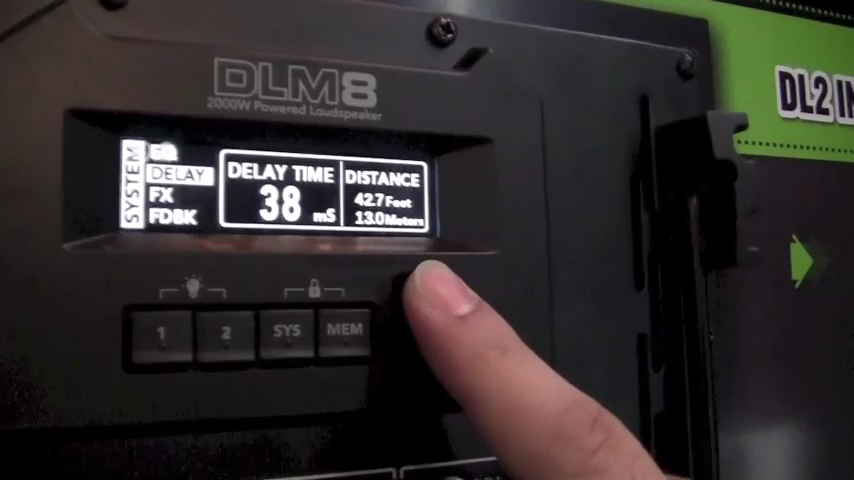 DLM8
2000W Powered Loudspeaker
SYSTEM
EQ
DELAY
FX
FDBK
DELAY TIME
38 mS
DISTANCE
42.7 Feet
13.0 Meters
1
2
SYS
MEM
DL2 IN